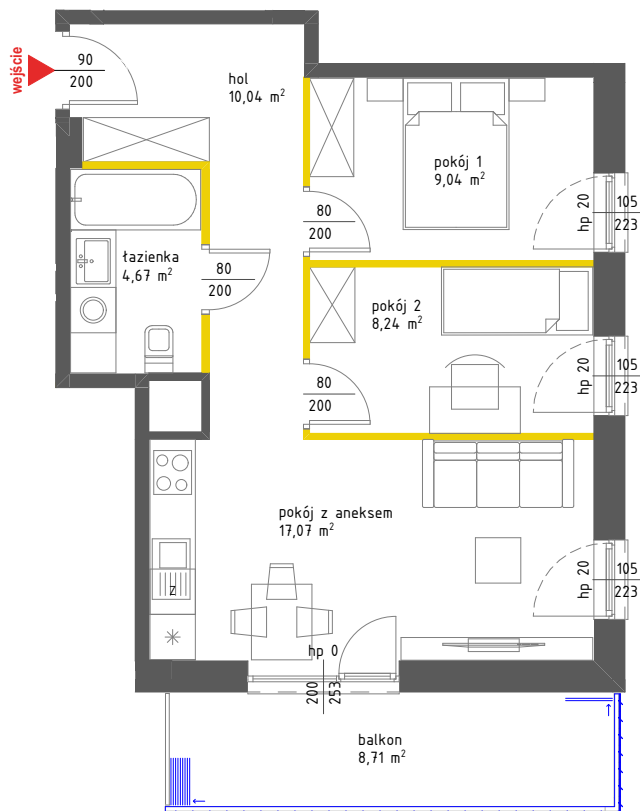 wejście
90
200
hol
10,04 m²
pokój 1
9,04 m²
hp 20
105
223
80
200
łazienka
4,67 m²
80
200
pokój 2
8,24 m²
80
200
hp 20
105
223
pokój z aneksem
17,07 m²
hp 20
105
223
Z
hp 0
200
253
balkon
8,71 m²